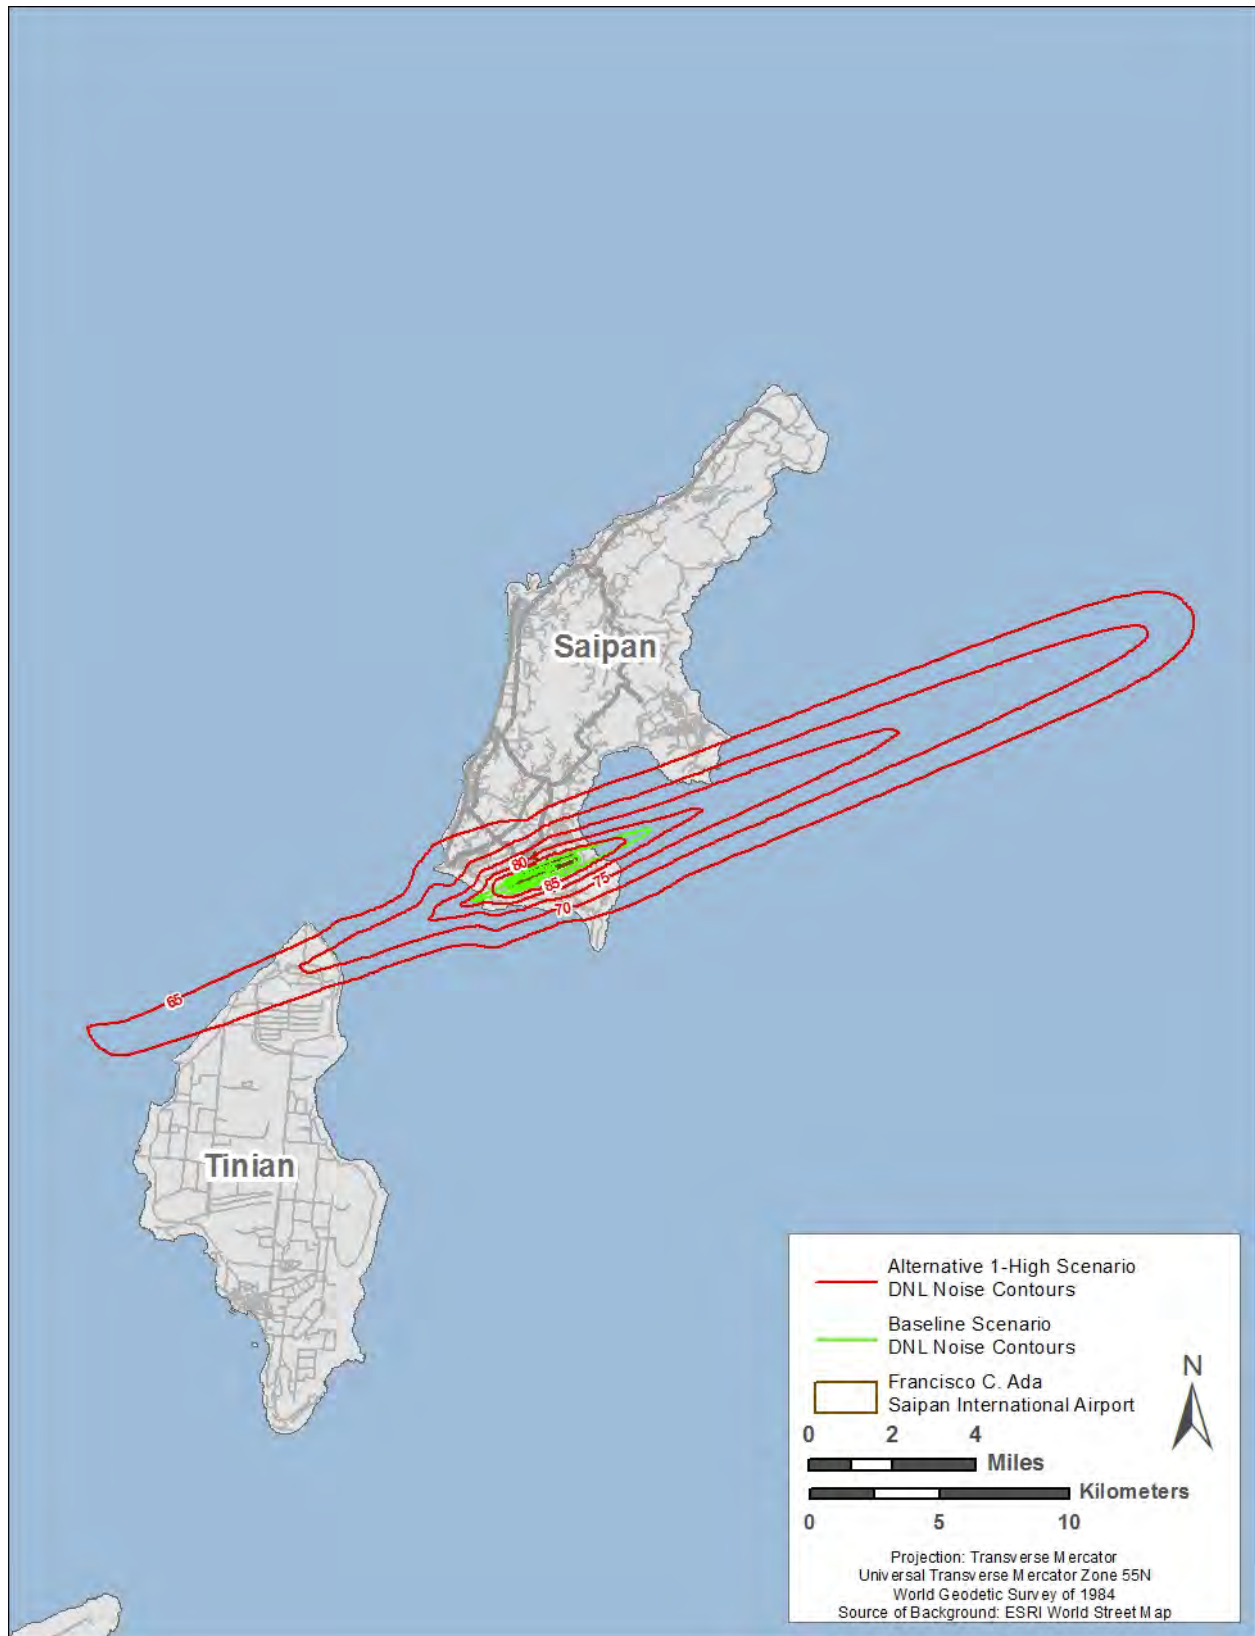 Saipan
80
85
75
70
65
Tinian
Alternative 1-High Scenario
DNL Noise Contours
Baseline Scenario
DNL Noise Contours
Francisco C. Ada
Saipan International Airport
N
0 2 4
Miles
Kilometers
0 5 10
Projection: Transverse Mercator
Universal Transverse Mercator Zone 55N
World Geodetic Survey of 1984
Source of Background: ESRI World Street Map